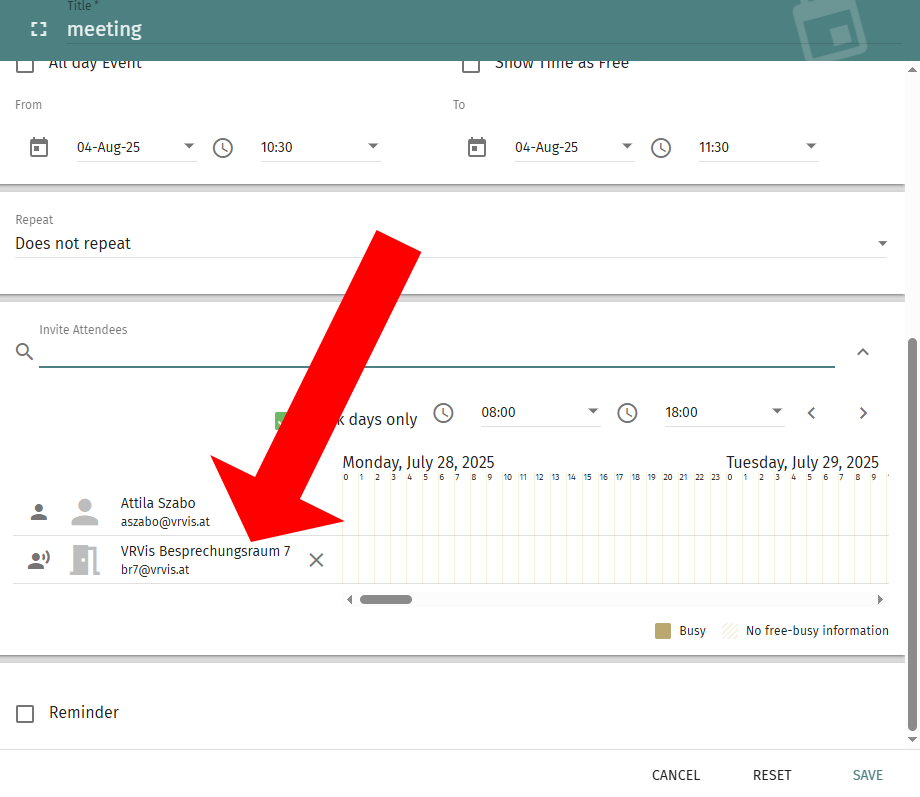 Title *
meeting
All day Event
Show Time as Free
From
To
04-Aug-25
10:30
04-Aug-25
11:30
Repeat
Does not repeat
Invite Attendees
k days only
08:00
18:00
Monday, July 28, 2025
Tuesday, July 29, 2025
0 1 2 3 4 5 6 7 8 9 10 11 12 13 14 15 16 17 18 19 20 21 22 23 0 1 2 3 4 5 6 7 8 9
Attila Szabo
aszabo@vrvis.at
VRVis Besprechungsraum 7
br7@vrvis.at
Busy
No free-busy information
Reminder
CANCEL
RESET
SAVE